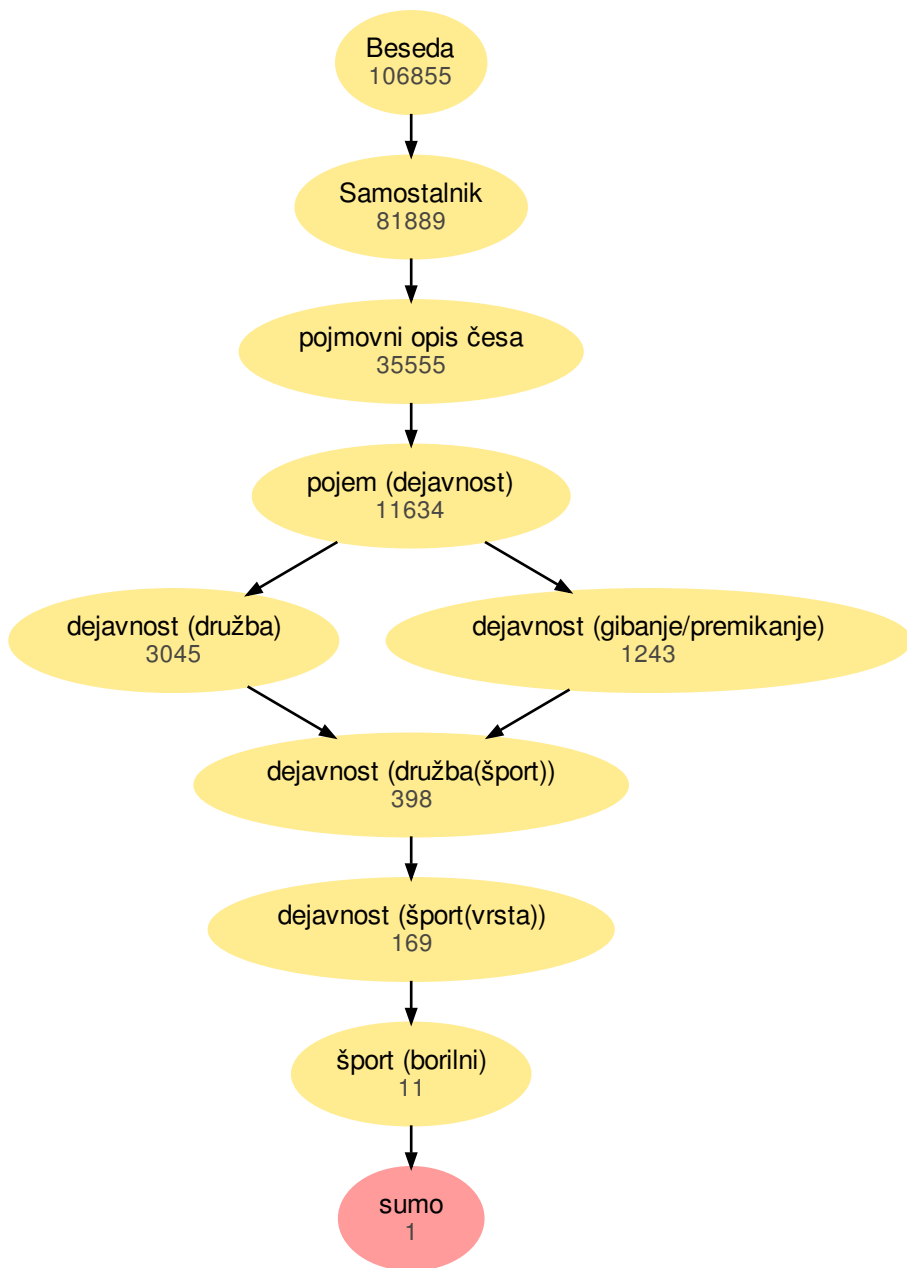 Beseda
106855
Samostalnik
81889
pojmovni opis česa
35555
pojem (dejavnost)
11634
dejavnost (družba)
3045
dejavnost (gibanje/premikanje)
1243
dejavnost (družba(šport))
398
dejavnost (šport(vrsta))
169
šport (borilni)
11
sumo
1